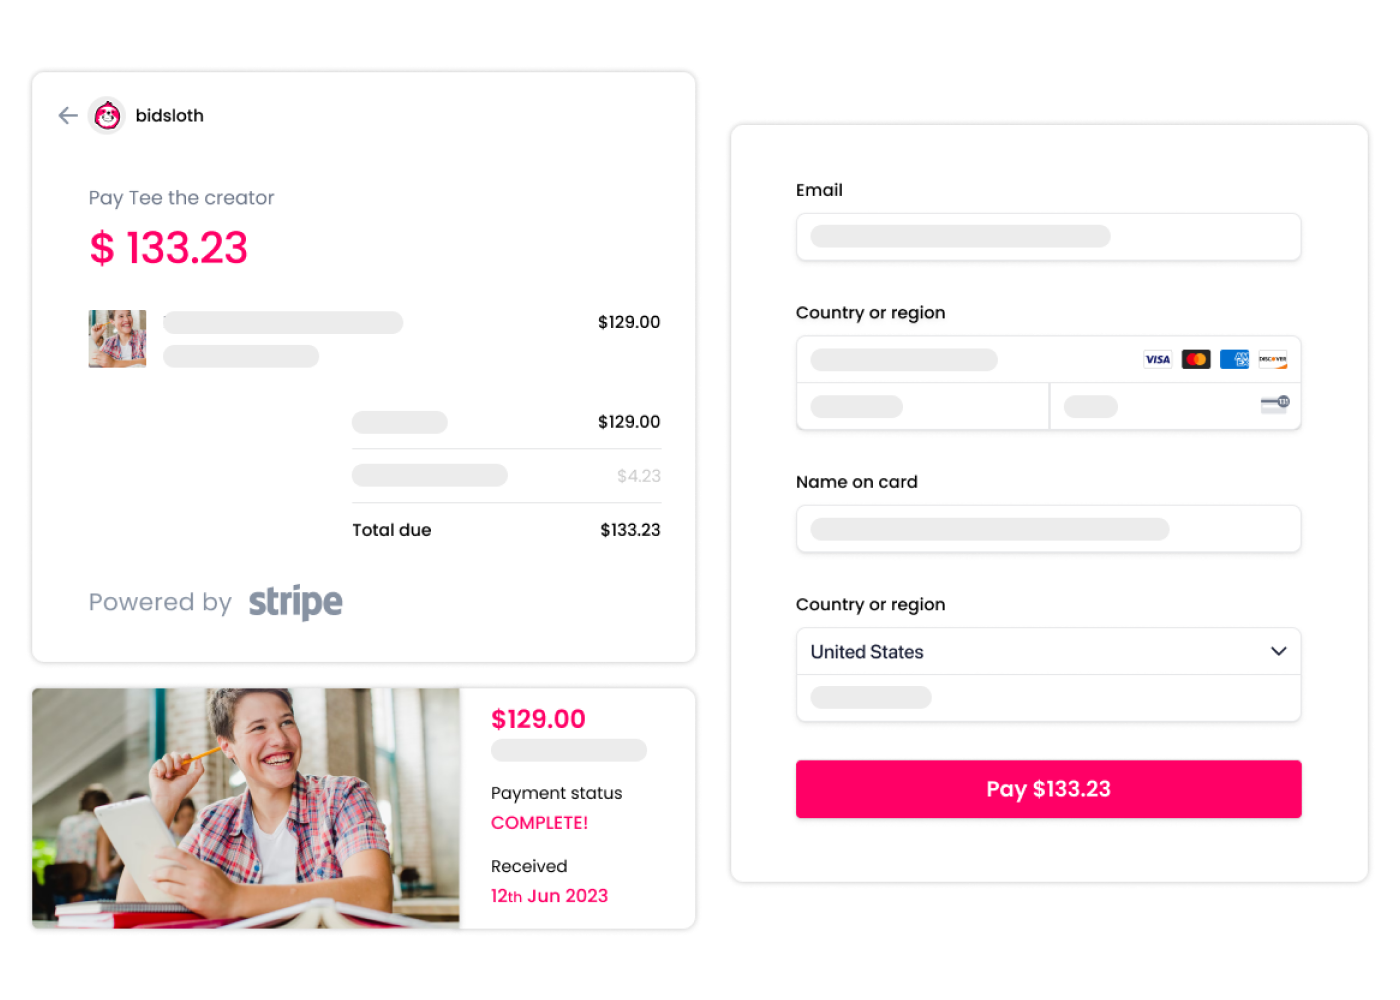 bidsloth
Pay Tee the creator
$ 133.23
$129.00
$129.00
$4.23
Total due $133.23
Powered by stripe
$129.00
Payment status
COMPLETE!
Received
12th Jun 2023
Email
Country or region
VISA
DISCOVER
Name on card
Country or region
United States
Pay $133.23